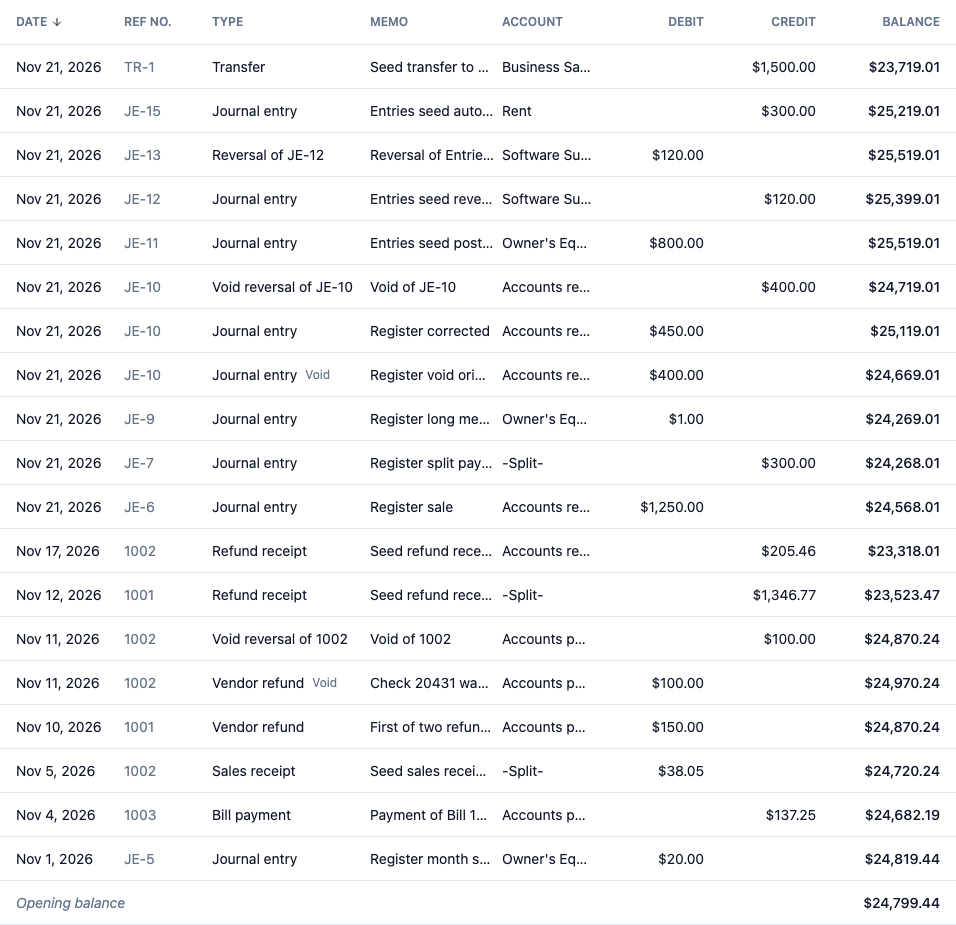 DATE ↓ REF NO. TYPE MEMO ACCOUNT DEBIT CREDIT BALANCE
Nov 21, 2026 TR-1 Transfer Seed transfer to ... Business Sa... $1,500.00 $23,719.01
Nov 21, 2026 JE-15 Journal entry Entries seed auto... Rent $300.00 $25,219.01
Nov 21, 2026 JE-13 Reversal of JE-12 Reversal of Entrie... Software Su... $120.00 $25,519.01
Nov 21, 2026 JE-12 Journal entry Entries seed reve... Software Su... $120.00 $25,399.01
Nov 21, 2026 JE-11 Journal entry Entries seed post... Owner's Eq... $800.00 $25,519.01
Nov 21, 2026 JE-10 Void reversal of JE-10 Void of JE-10 Accounts re... $400.00 $24,719.01
Nov 21, 2026 JE-10 Journal entry Register corrected Accounts re... $450.00 $25,119.01
Nov 21, 2026 JE-10 Journal entry Void Register void ori... Accounts re... $400.00 $24,669.01
Nov 21, 2026 JE-9 Journal entry Register long me... Owner's Eq... $1.00 $24,269.01
Nov 21, 2026 JE-7 Journal entry Register split pay... -Split- $300.00 $24,268.01
Nov 21, 2026 JE-6 Journal entry Register sale Accounts re... $1,250.00 $24,568.01
Nov 17, 2026 1002 Refund receipt Seed refund rece... Accounts re... $205.46 $23,318.01
Nov 12, 2026 1001 Refund receipt Seed refund rece... -Split- $1,346.77 $23,523.47
Nov 11, 2026 1002 Void reversal of 1002 Void of 1002 Accounts p... $100.00 $24,870.24
Nov 11, 2026 1002 Vendor refund Void Check 20431 wa... Accounts p... $100.00 $24,970.24
Nov 10, 2026 1001 Vendor refund First of two refun... Accounts p... $150.00 $24,870.24
Nov 5, 2026 1002 Sales receipt Seed sales recei... -Split- $38.05 $24,720.24
Nov 4, 2026 1003 Bill payment Payment of Bill 1... Accounts p... $137.25 $24,682.19
Nov 1, 2026 JE-5 Journal entry Register month s... Owner's Eq... $20.00 $24,819.44
Opening balance $24,799.44